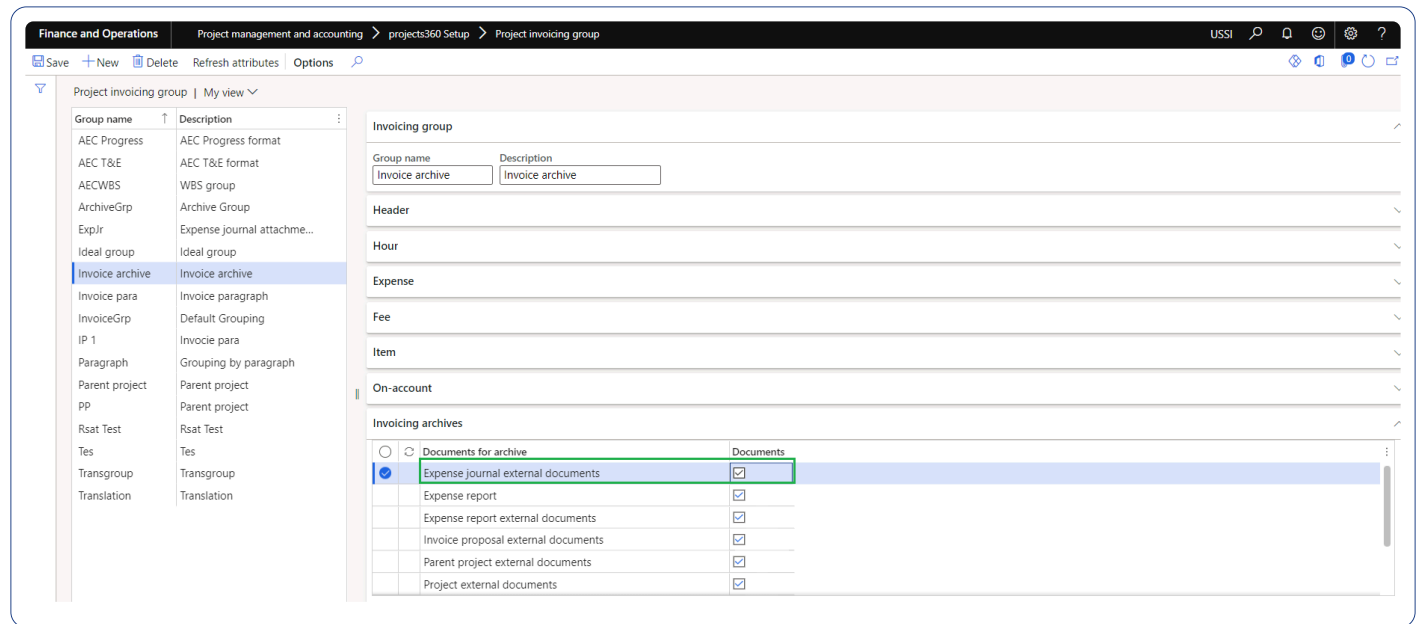 Finance and Operations Project management and accounting projects360 Setup Project invoicing group USSI
Save New Delete Refresh attributes Options 0
Project invoicing group | My view
Group name Description
AEC Progress AEC Progress format
AEC T&E AEC T&E format
AECWBS WBS group
ArchiveGrp Archive Group
ExpJr Expense journal attachme...
Ideal group Ideal group
Invoice archive Invoice archive
Invoice para Invoice paragraph
InvoiceGrp Default Grouping
IP 1 Invocie para
Paragraph Grouping by paragraph
Parent project Parent project
PP Parent project
Rsat Test Rsat Test
Tes Tes
Transgroup Transgroup
Translation Translation
Invoicing group
Group name Description
Invoice archive Invoice archive
Header
Hour
Expense
Fee
Item
On-account
Invoicing archives
Documents for archive Documents
Expense journal external documents
Expense report
Expense report external documents
Invoice proposal external documents
Parent project external documents
Project external documents